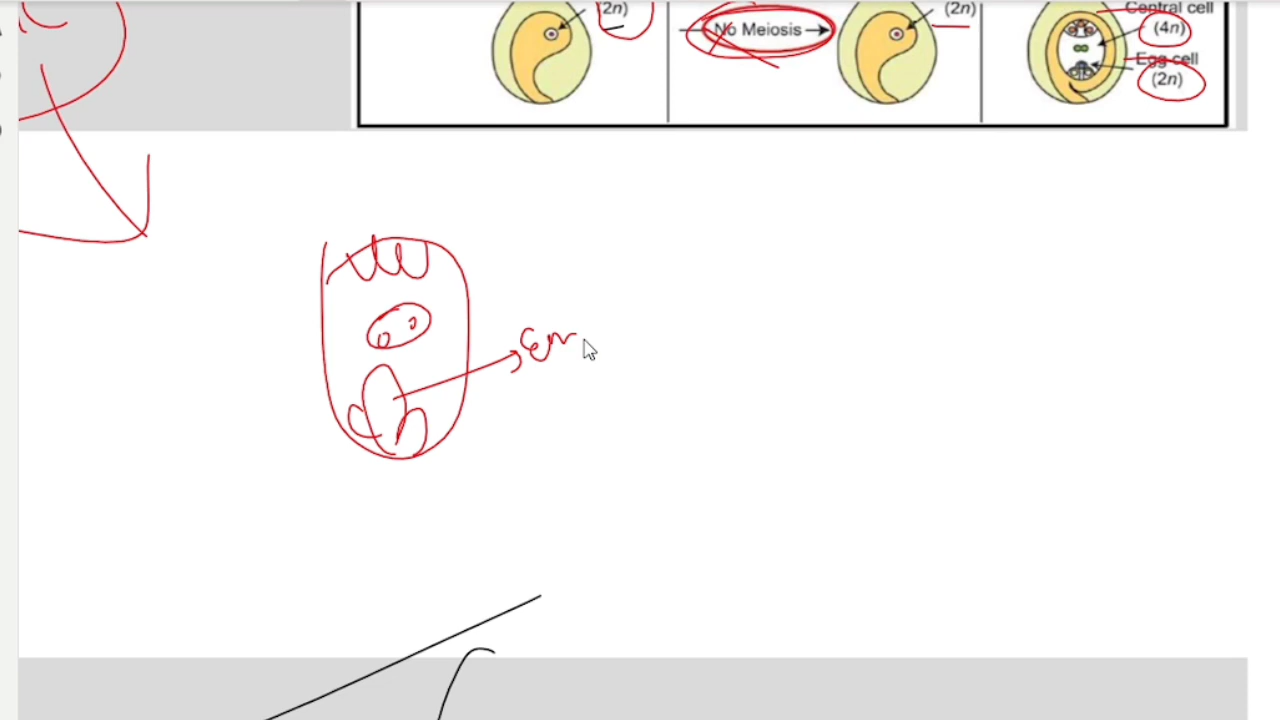 (2n)
No Meiosis
(2n)
Central cell
(4n)
Egg cell
(2n)
Em